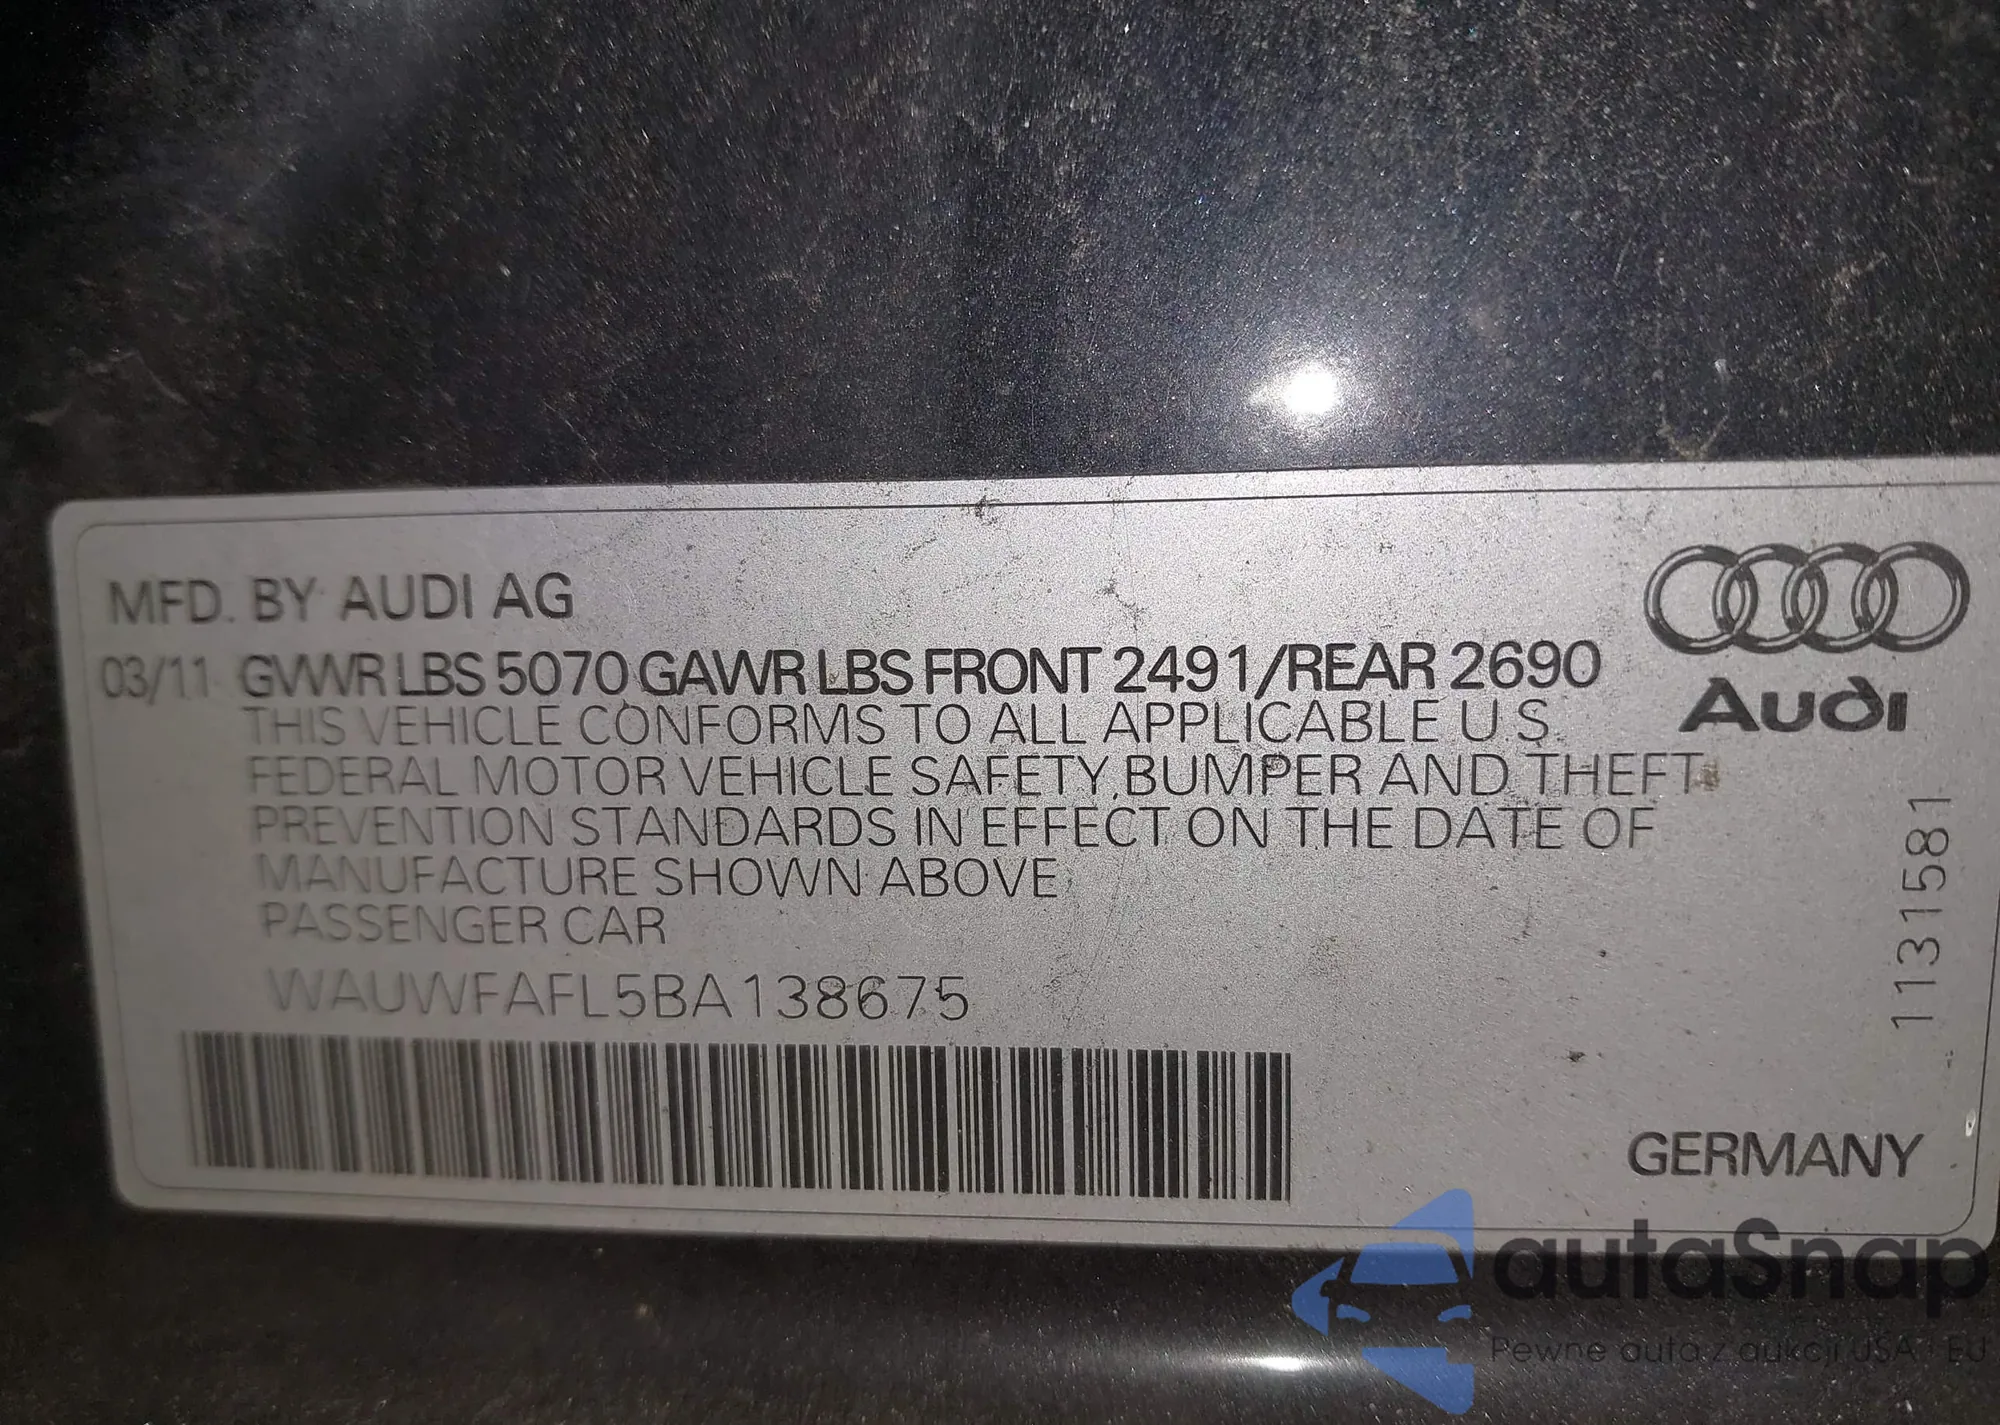 MFD. BY AUDI AG
03/11 GVWR LBS 5070 GAWR LBS FRONT 2491/REAR 2690
THIS VEHICLE CONFORMS TO ALL APPLICABLE U.S.
FEDERAL MOTOR VEHICLE SAFETY, BUMPER AND THEFT
PREVENTION STANDARDS IN EFFECT ON THE DATE OF
MANUFACTURE SHOWN ABOVE
PASSENGER CAR
WAUWFAFL5BA138675
Audi
1131581
GERMANY
autaSnap
Pewne auta z aukcji USA i EU